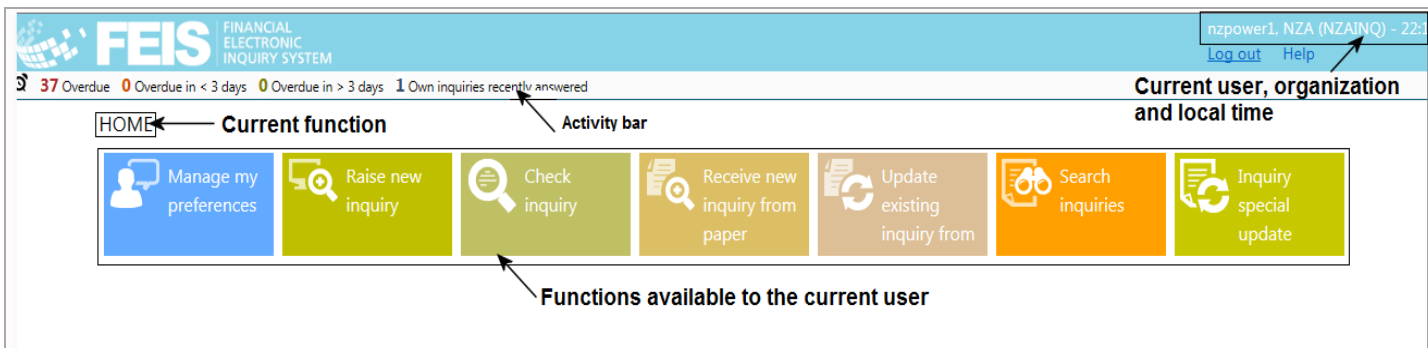 FEIS
FINANCIAL
ELECTRONIC
INQUIRY SYSTEM
nzpower1, NZA (NZAINQ) - 22:1
Log out Help
37 Overdue 0 Overdue in < 3 days 0 Overdue in > 3 days 1 Own inquiries recently answered
Current user, organization
and local time
HOME
Current function
Activity bar
Manage my
preferences
Raise new
inquiry
Check
inquiry
Receive new
inquiry from
paper
Update
existing
inquiry from
Search
inquiries
Inquiry
special
update
Functions available to the current user